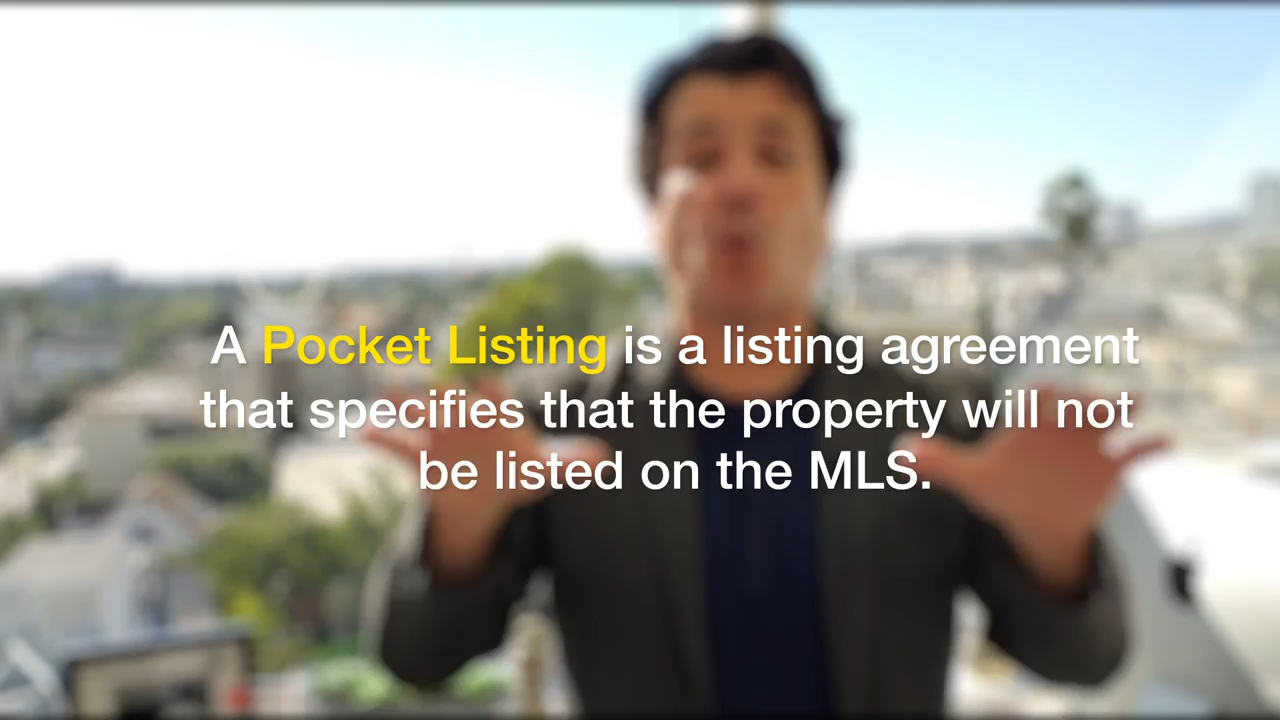 A Pocket Listing is a listing agreement
that specifies that the property will not
be listed on the MLS.